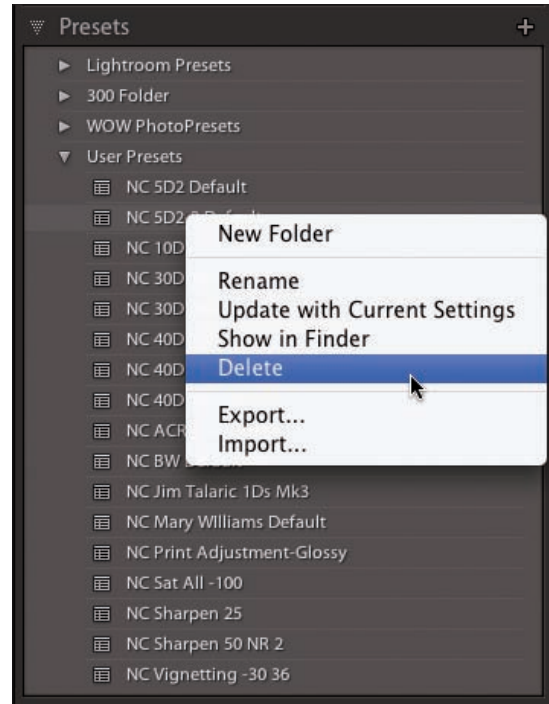 Presets
Lightroom Presets
300 Folder
WOW PhotoPresets
User Presets
NC 5D2 Default
NC 5D2
New Folder
NC 10D
Rename
NC 30D
Update with Current Settings
NC 30D
Show in Finder
NC 40D
Delete
NC 40D
NC 40D
Export...
NC ACR
Import...
NC BW
NC Jim Talaric 1Ds Mk3
NC Mary WIlliams Default
NC Print Adjustment-Glossy
NC Sat All -100
NC Sharpen 25
NC Sharpen 50 NR 2
NC Vignetting -30 36